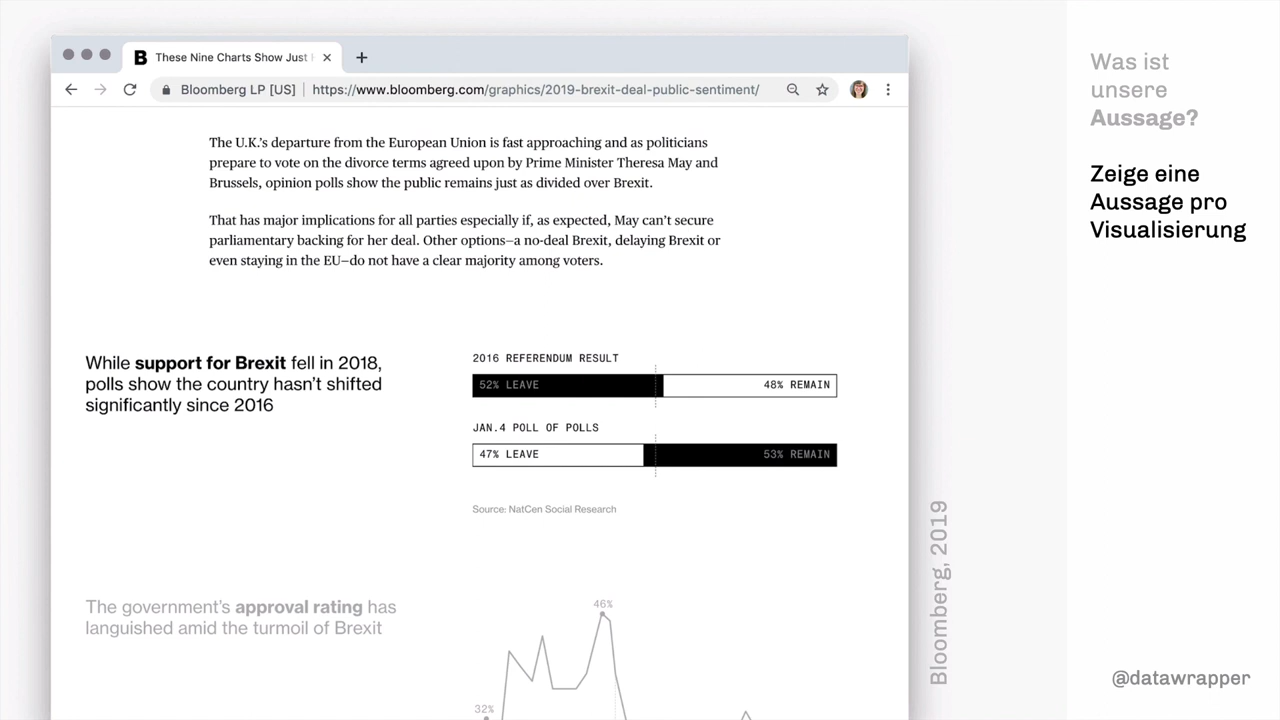 These Nine Charts Show Just
Bloomberg LP [US] | https://www.bloomberg.com/graphics/2019-brexit-deal-public-sentiment/
The U.K.’s departure from the European Union is fast approaching and as politicians
prepare to vote on the divorce terms agreed upon by Prime Minister Theresa May and
Brussels, opinion polls show the public remains just as divided over Brexit.
That has major implications for all parties especially if, as expected, May can’t secure
parliamentary backing for her deal. Other options—a no-deal Brexit, delaying Brexit or
even staying in the EU—do not have a clear majority among voters.
While support for Brexit fell in 2018,
polls show the country hasn’t shifted
significantly since 2016
2016 REFERENDUM RESULT
52% LEAVE 48% REMAIN
JAN.4 POLL OF POLLS
47% LEAVE 53% REMAIN
Source: NatCen Social Research
The government’s approval rating has
languished amid the turmoil of Brexit
46%
32%
Bloomberg, 2019
Was ist
unsere
Aussage?
Zeige eine
Aussage pro
Visualisierung
@datawrapper